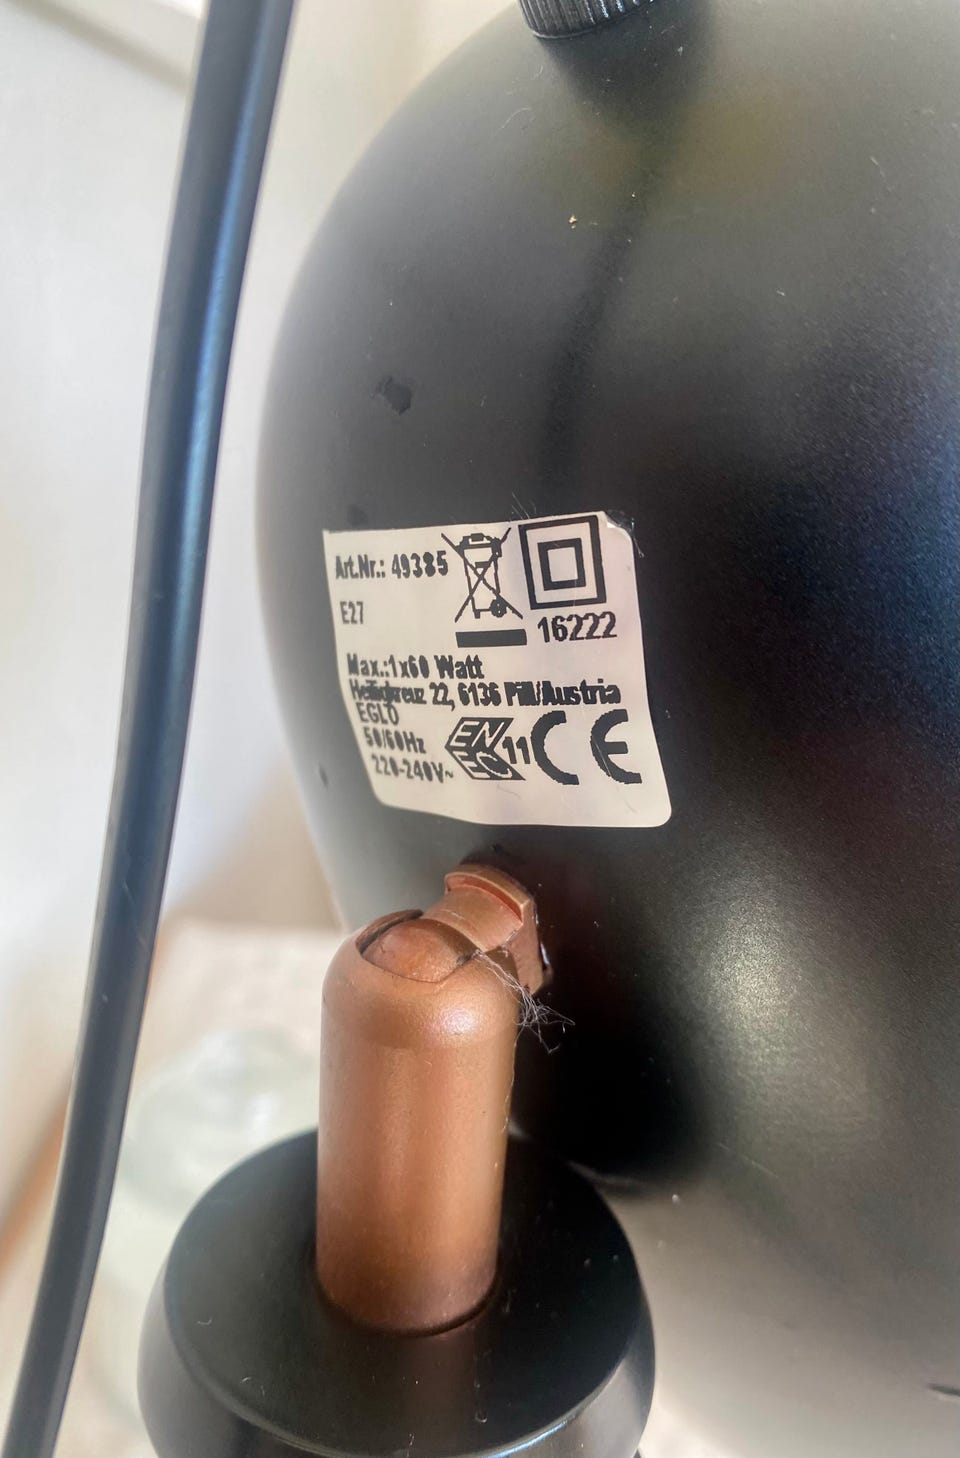 Art.Nr.: 49385
E27
16222
Max.:1x60 Watt
Heiligkreuz 22, 6136 Pill/Austria
EGLO
50/60Hz
220-240V~
EN
EC
11
CE